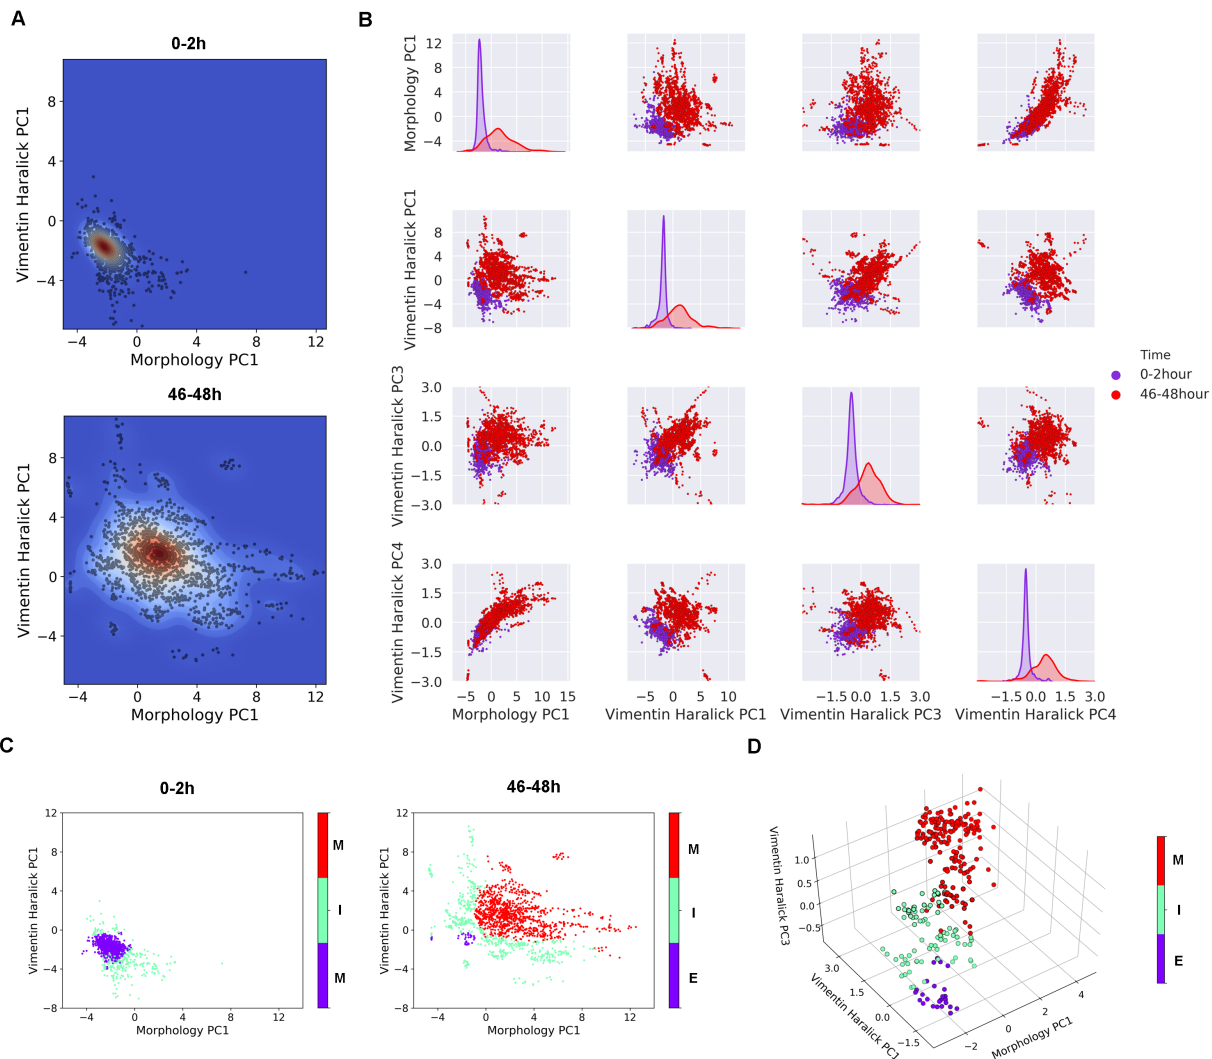 A
0-2h
Vimentin Haralick PC1
8
4
0
−4
−4
0
4
8
12
Morphology PC1
46-48h
Vimentin Haralick PC1
8
4
0
−4
−4
0
4
8
12
Morphology PC1
B
Morphology PC1
12
8
4
0
−4
Vimentin Haralick PC1
8
4
0
−4
−8
Vimentin Haralick PC3
3.0
1.5
0.0
−1.5
−3.0
Vimentin Haralick PC4
3.0
1.5
0.0
−1.5
−3.0
−5
0
5
10
15
Morphology PC1
−5
0
5
10
Vimentin Haralick PC1
−1.5
0.0
1.5
3.0
Vimentin Haralick PC3
−1.5
0.0
1.5
3.0
Vimentin Haralick PC4
Time
0-2hour
46-48hour
C
0-2h
Vimentin Haralick PC1
12
8
4
0
−4
−8
−4
0
4
8
12
Morphology PC1
M
I
M
46-48h
Vimentin Haralick PC1
12
8
4
0
−4
−8
−4
0
4
8
12
Morphology PC1
M
I
E
D
Vimentin Haralick PC3
1.0
0.5
0.0
−0.5
Vimentin Haralick PC1
3.0
1.5
0.0
−1.5
Morphology PC1
−2
0
2
4
M
I
E